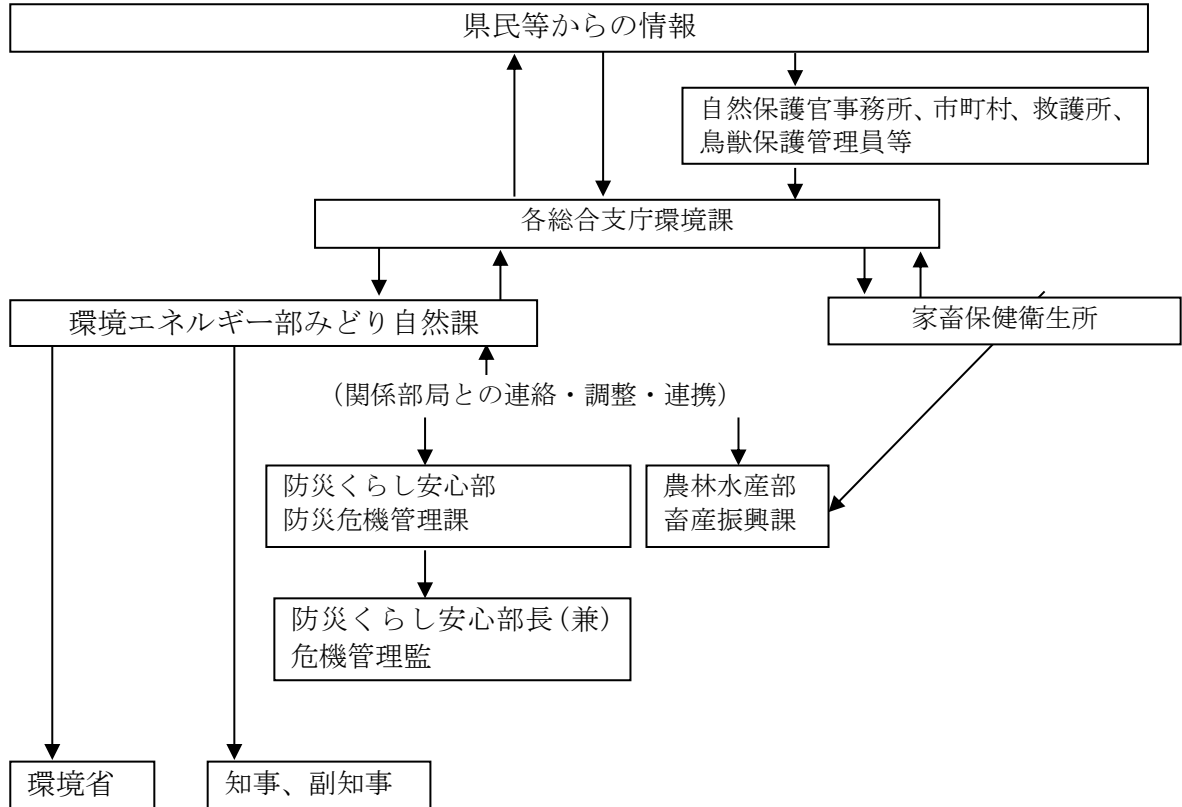 県民等からの情報
自然保護官事務所、市町村、救護所、
鳥獣保護管理員等
各総合支庁環境課
環境エネルギー部みどり自然課
家畜保健衛生所
(関係部局との連絡・調整・連携)
防災くらし安心部
防災危機管理課
農林水産部
畜産振興課
防災くらし安心部長(兼)
危機管理監
環境省
知事、副知事